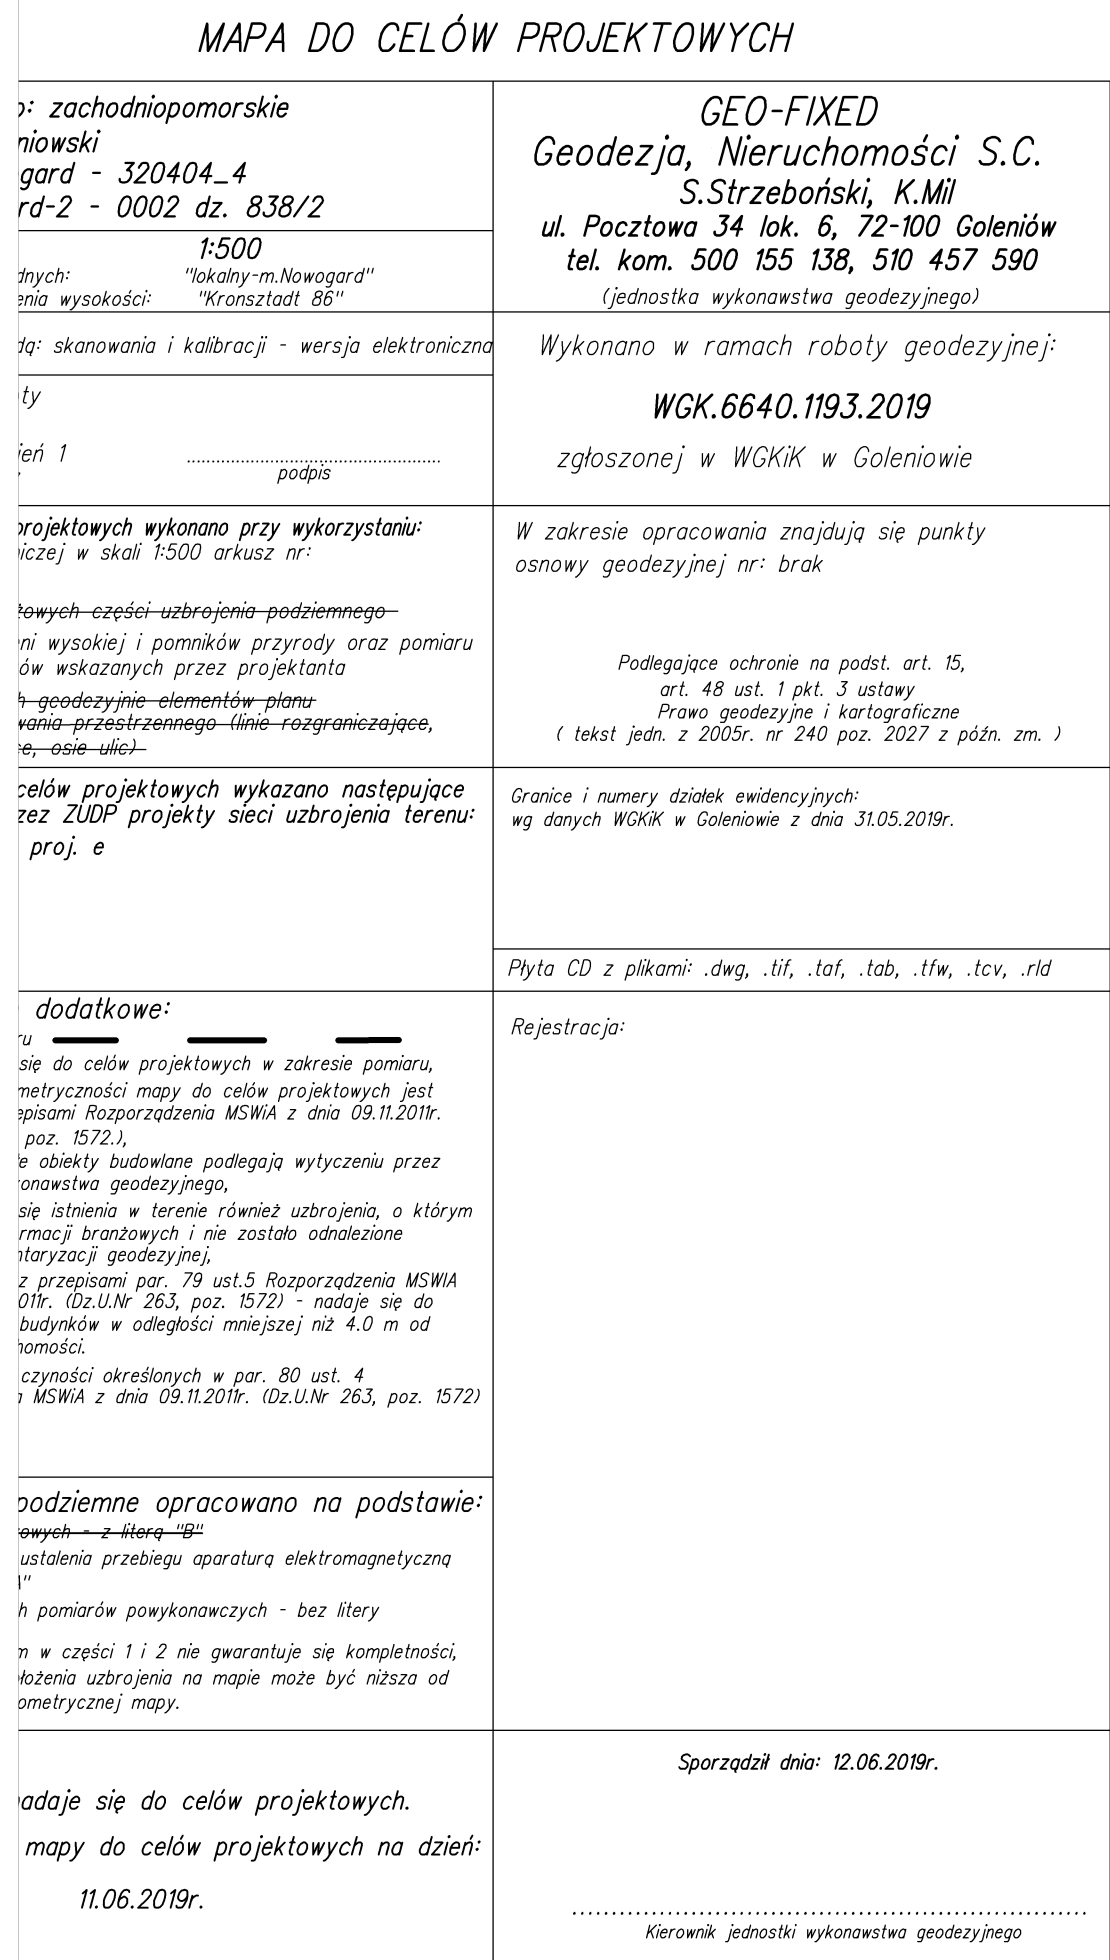 MAPA DO CELÓW PROJEKTOWYCH
o: zachodniopomorskie
niowski
gard - 320404_4
rd-2 - 0002 dz. 838/2
1:500
dnych: "lokalny-m.Nowogard"
enia wysokości: "Kronsztadt 86"
dą: skanowania i kalibracji - wersja elektroniczna
ty
ień 1
podpis
projektowych wykonano przy wykorzystaniu:
niczej w skali 1:500 arkusz nr:
towych części uzbrojenia podziemnego
eni wysokiej i pomników przyrody oraz pomiaru
ów wskazanych przez projektanta
h geodezyjnie elementów planu
wania przestrzennego (linie rozgraniczające,
ce, osie ulic)
celów projektowych wykazano następujące
rzez ZUDP projekty sieci uzbrojenia terenu:
proj. e
dodatkowe:
ru
się do celów projektowych w zakresie pomiaru,
metryczności mapy do celów projektowych jest
episami Rozporządzenia MSWiA z dnia 09.11.2011r.
poz. 1572.),
te obiekty budowlane podlegają wytyczeniu przez
onawstwa geodezyjnego,
się istnienia w terenie również uzbrojenia, o którym
rmacji branżowych i nie zostało odnalezione
ntaryzacji geodezyjnej,
z przepisami par. 79 ust.5 Rozporządzenia MSWIA
011r. (Dz.U.Nr 263, poz. 1572) - nadaje się do
budynków w odległości mniejszej niż 4.0 m od
homości.
czyności określonych w par. 80 ust. 4
a MSWiA z dnia 09.11.2011r. (Dz.U.Nr 263, poz. 1572)
podziemne opracowano na podstawie:
owych - z literą "B"
ustalenia przebiegu aparaturą elektromagnetyczną
A"
h pomiarów powykonawczych - bez litery
m w części 1 i 2 nie gwarantuje się kompletności,
ołożenia uzbrojenia na mapie może być niższa od
ometrycznej mapy.
nadaje się do celów projektowych.
mapy do celów projektowych na dzień:
11.06.2019r.
GEO-FIXED
Geodezja, Nieruchomości S.C.
S.Strzeboński, K.Mil
ul. Pocztowa 34 lok. 6, 72-100 Goleniów
tel. kom. 500 155 138, 510 457 590
(jednostka wykonawstwa geodezyjnego)
Wykonano w ramach roboty geodezyjnej:
WGK.6640.1193.2019
zgłoszonej w WGKiK w Goleniowie
W zakresie opracowania znajdują się punkty
osnowy geodezyjnej nr: brak
Podlegające ochronie na podst. art. 15,
art. 48 ust. 1 pkt. 3 ustawy
Prawo geodezyjne i kartograficzne
( tekst jedn. z 2005r. nr 240 poz. 2027 z późn. zm. )
Granice i numery działek ewidencyjnych:
wg danych WGKiK w Goleniowie z dnia 31.05.2019r.
Płyta CD z plikami: .dwg, .tif, .taf, .tab, .tfw, .tcv, .rld
Rejestracja:
Sporządził dnia: 12.06.2019r.
Kierownik jednostki wykonawstwa geodezyjnego